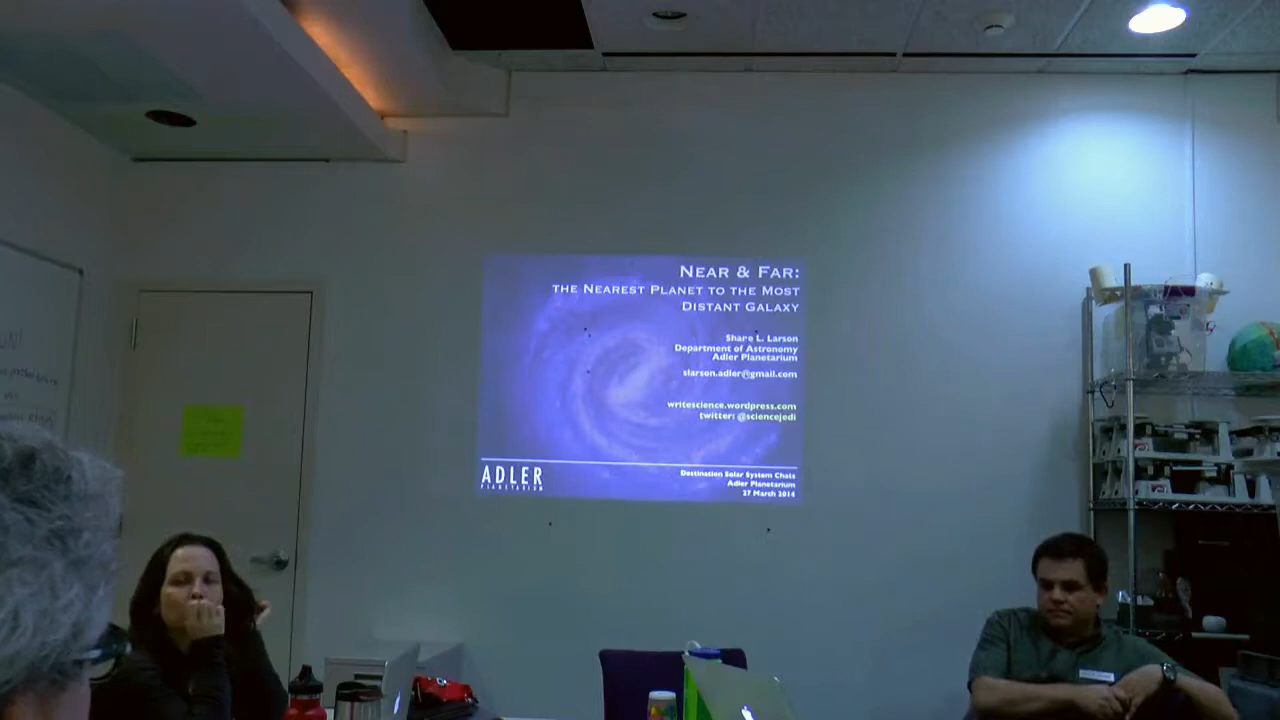 NEAR & FAR:
THE NEAREST PLANET TO THE MOST
DISTANT GALAXY
Shane L. Larson
Department of Astronomy
Adler Planetarium
slarson.adler@gmail.com
writescience.wordpress.com
twitter: @sciencejedi
ADLER
PLANETARIUM
Destination Solar System Chats
Adler Planetarium
27 March 2014